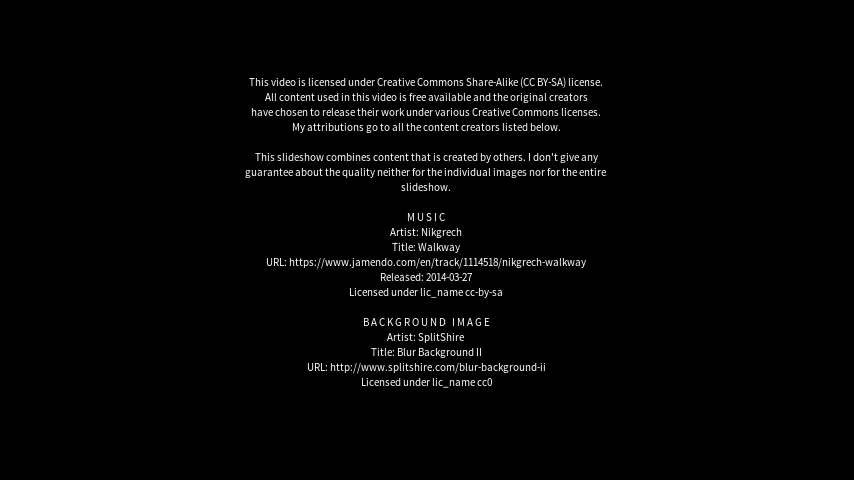 This video is licensed under Creative Commons Share-Alike (CC BY-SA) license.
All content used in this video is free available and the original creators
have chosen to release their work under various Creative Commons licenses.
My attributions go to all the content creators listed below.
This slideshow combines content that is created by others. I don't give any
guarantee about the quality neither for the individual images nor for the entire
slideshow.
MUSIC
Artist: Nikgrech
Title: Walkway
URL: https://www.jamendo.com/en/track/1114518/nikgrech-walkway
Released: 2014-03-27
Licensed under lic_name cc-by-sa
BACKGROUND IMAGE
Artist: SplitShire
Title: Blur Background II
URL: http://www.splitshire.com/blur-background-ii
Licensed under lic_name cc0